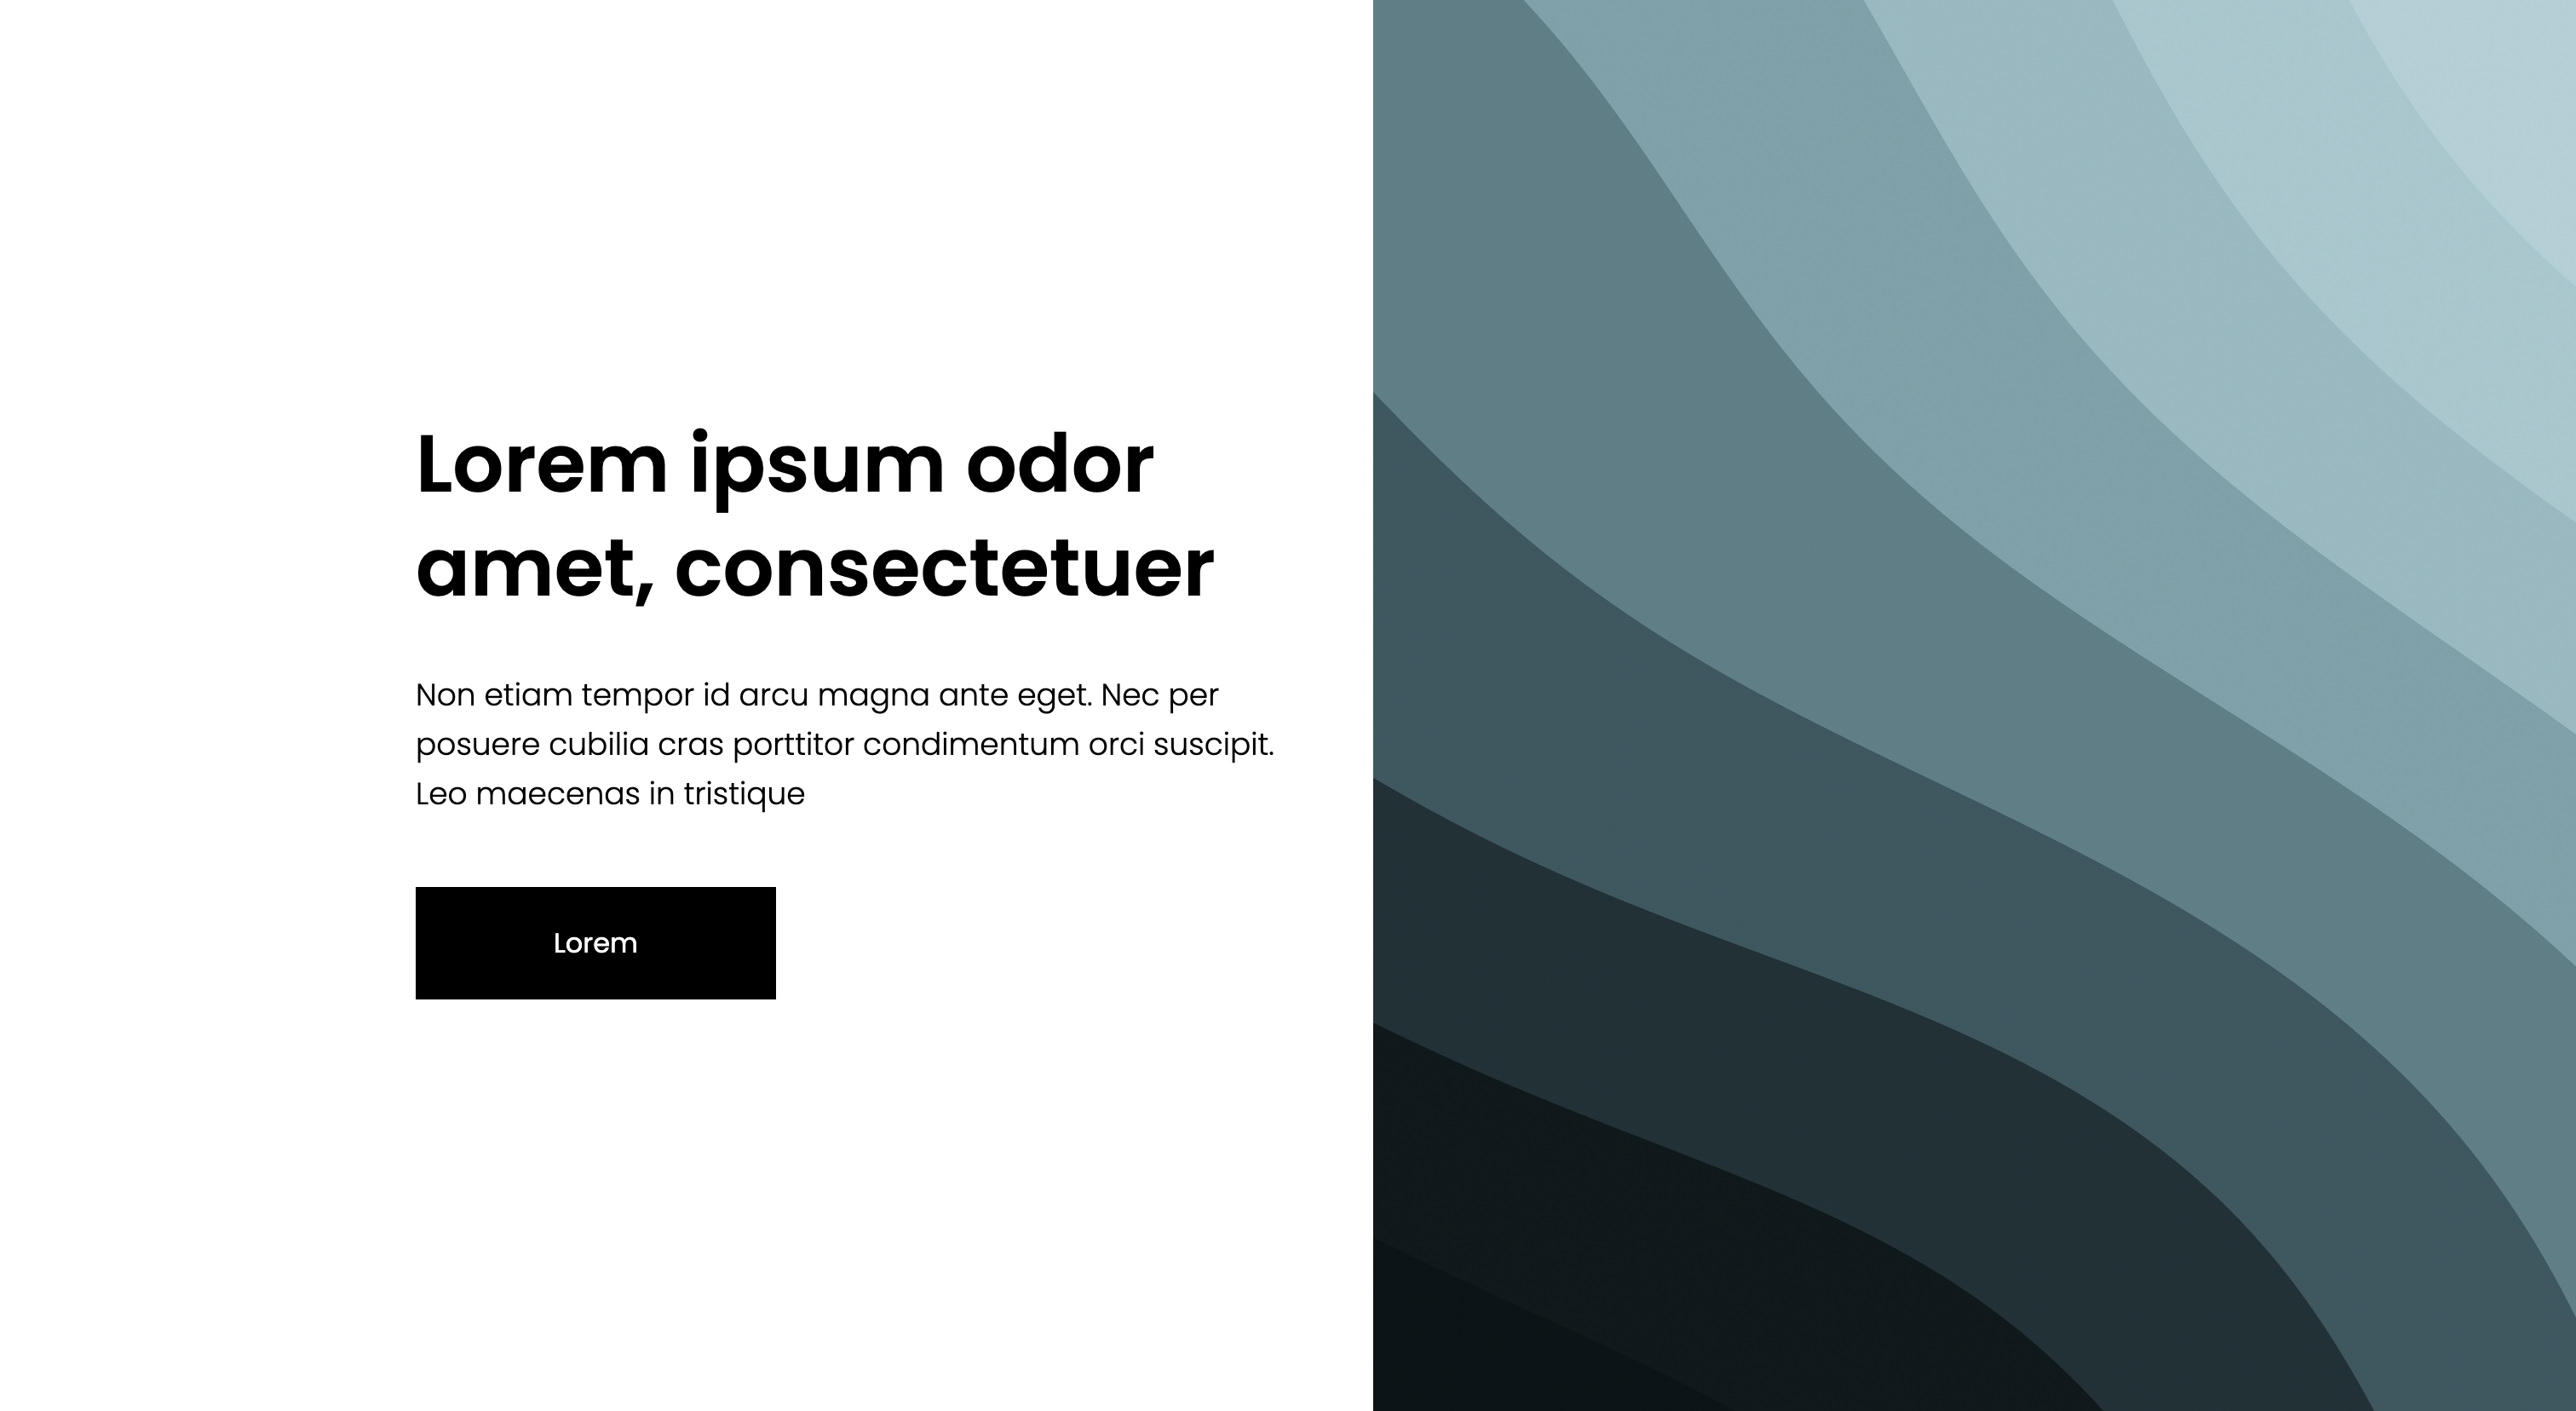 Lorem ipsum odor
amet, consectetuer
Non etiam tempor id arcu magna ante eget. Nec per
posuere cubilia cras porttitor condimentum orci suscipit.
Leo maecenas in tristique
Lorem